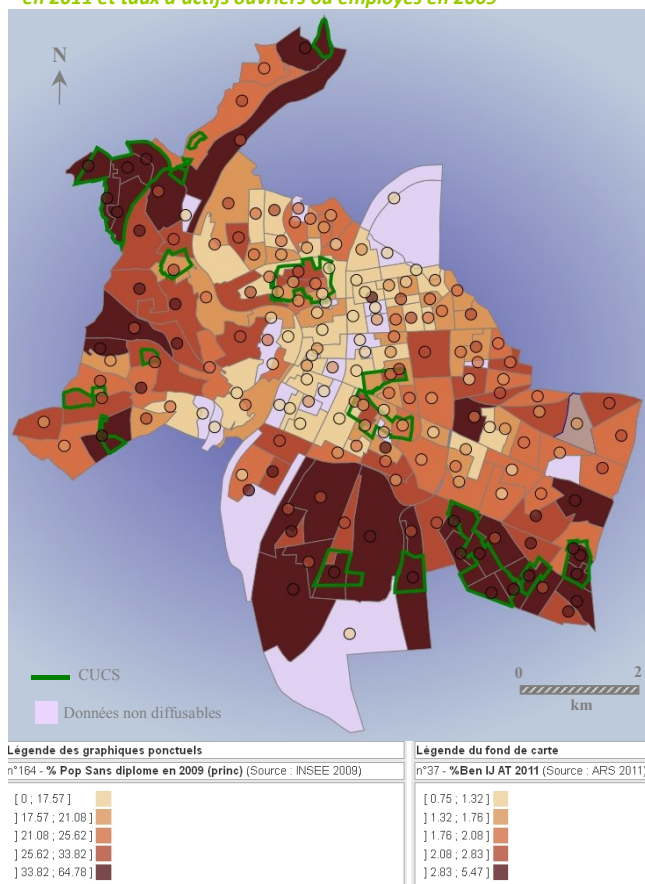 en 2011 et taux d'actifs ouvriers ou employés en 2009
N
CUCS
Données non diffusables
0 2
km
Légende des graphiques ponctuels
n°164 - % Pop Sans diplome en 2009 (princ) (Source : INSEE 2009)
[ 0 ; 17.57 ]
] 17.57 ; 21.08 ]
] 21.08 ; 25.62 ]
] 25.62 ; 33.82 ]
] 33.82 ; 64.78 ]
Légende du fond de carte
n°37 - %Ben IJ AT 2011 (Source : ARS 2011)
[ 0.75 ; 1.32 ]
] 1.32 ; 1.76 ]
] 1.76 ; 2.08 ]
] 2.08 ; 2.83 ]
] 2.83 ; 5.47 ]